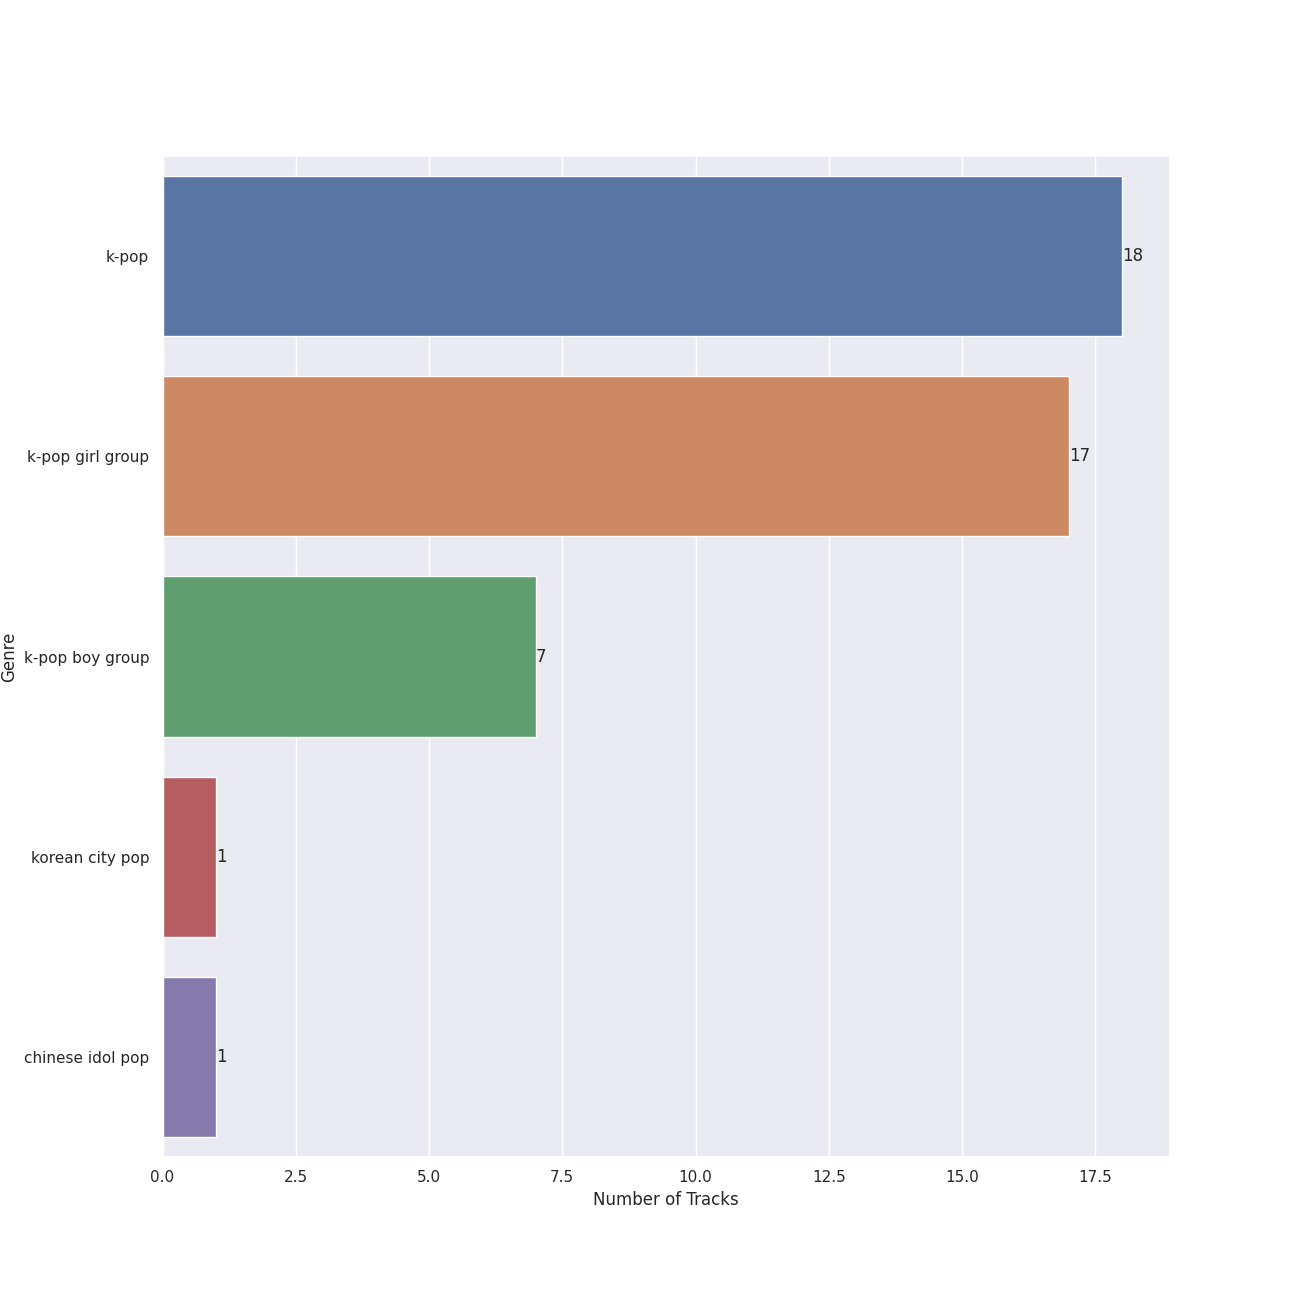 k-pop
18
k-pop girl group
17
Genre
k-pop boy group
7
korean city pop
1
chinese idol pop
1
0.0 2.5 5.0 7.5 10.0 12.5 15.0 17.5
Number of Tracks